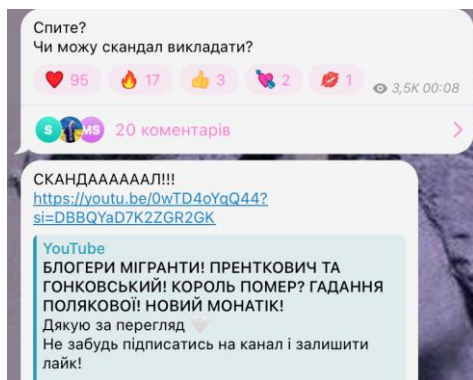 Спите?
Чи можу скандал викладати?
95 17 3 2 1 3,5K 00:08
S MS 20 коментарів
СКАНДАААААЛ!!!
https://youtu.be/0wTD4oYqQ44?
si=DBBQYaD7K2ZGR2GK
YouTube
БЛОГЕРИ МІГРАНТИ! ПРЕНТКОВИЧ ТА
ГОНКОВСЬКИЙ! КОРОЛЬ ПОМЕР? ГАДАННЯ
ПОЛЯКОВОЇ! НОВИЙ МОНАТІК!
Дякую за перегляд 🤍
Не забудь підписатись на канал і залишити
лайк!